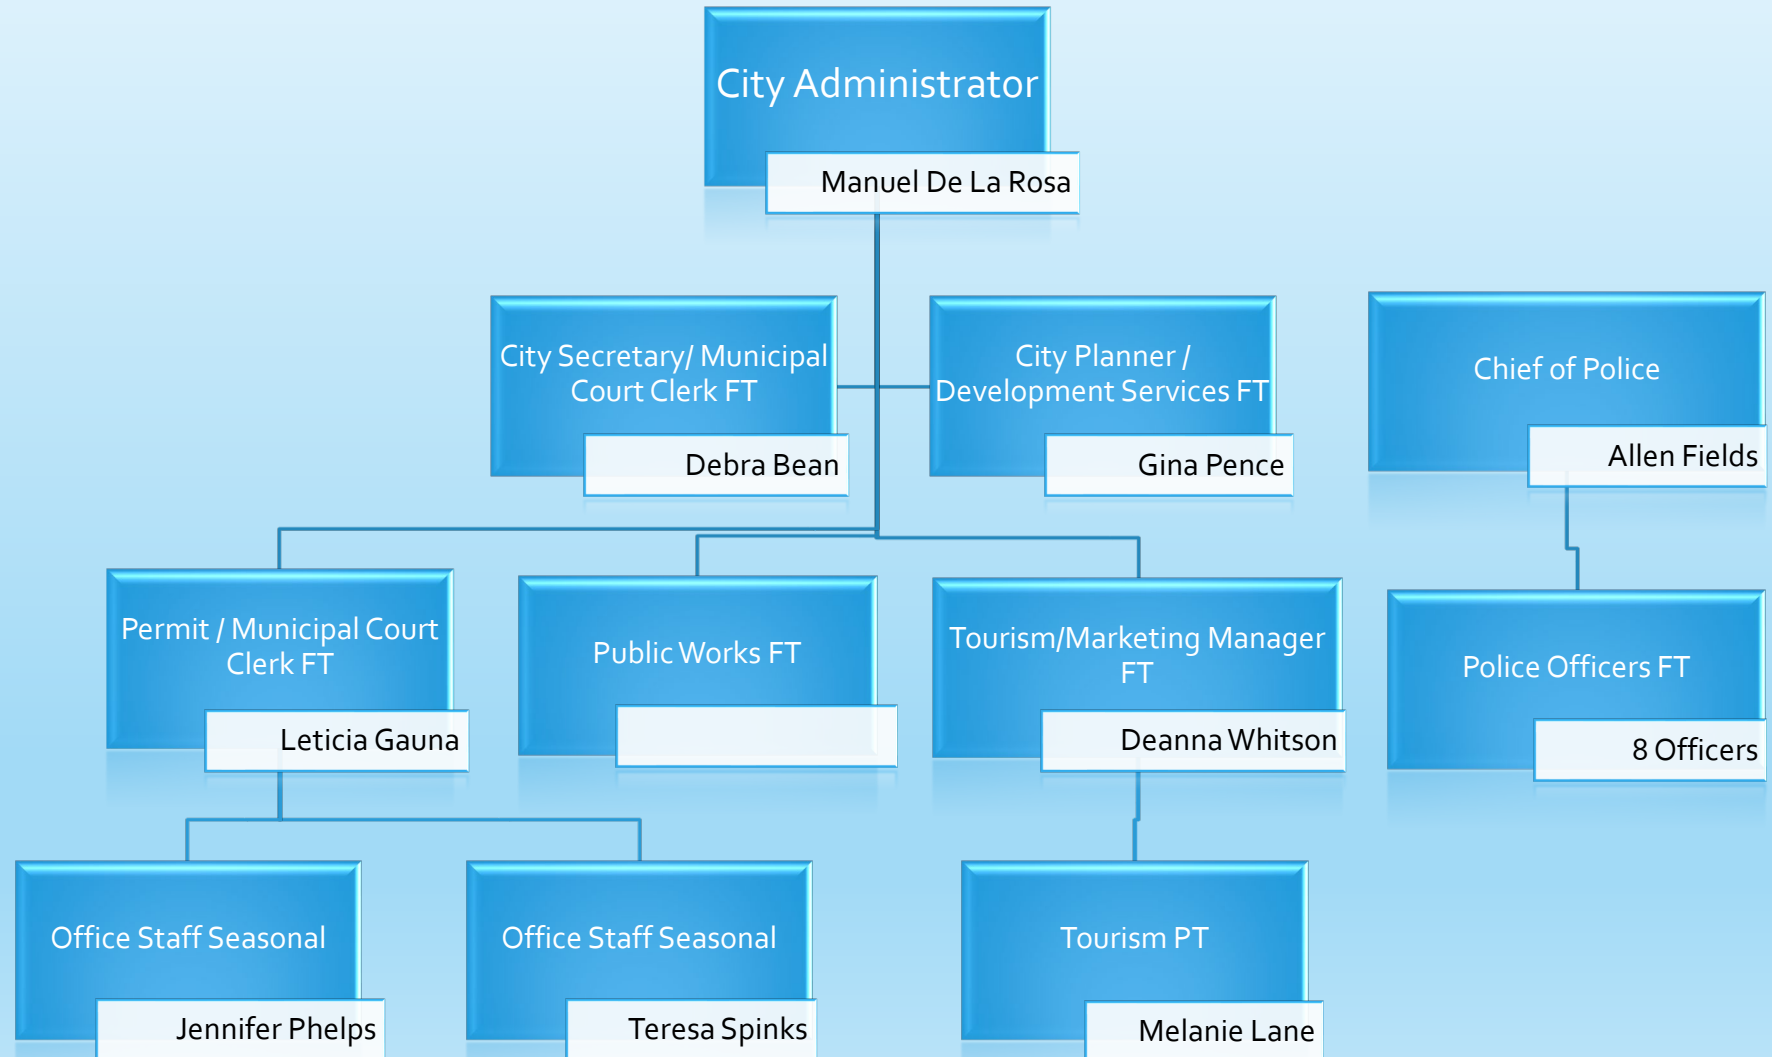 City Administrator
Manuel De La Rosa
City Secretary/ Municipal
Court Clerk FT
Debra Bean
City Planner /
Development Services FT
Gina Pence
Chief of Police
Allen Fields
Permit / Municipal Court
Clerk FT
Leticia Gauna
Public Works FT
Tourism/Marketing Manager
FT
Deanna Whitson
Police Officers FT
8 Officers
Office Staff Seasonal
Jennifer Phelps
Office Staff Seasonal
Teresa Spinks
Tourism PT
Melanie Lane